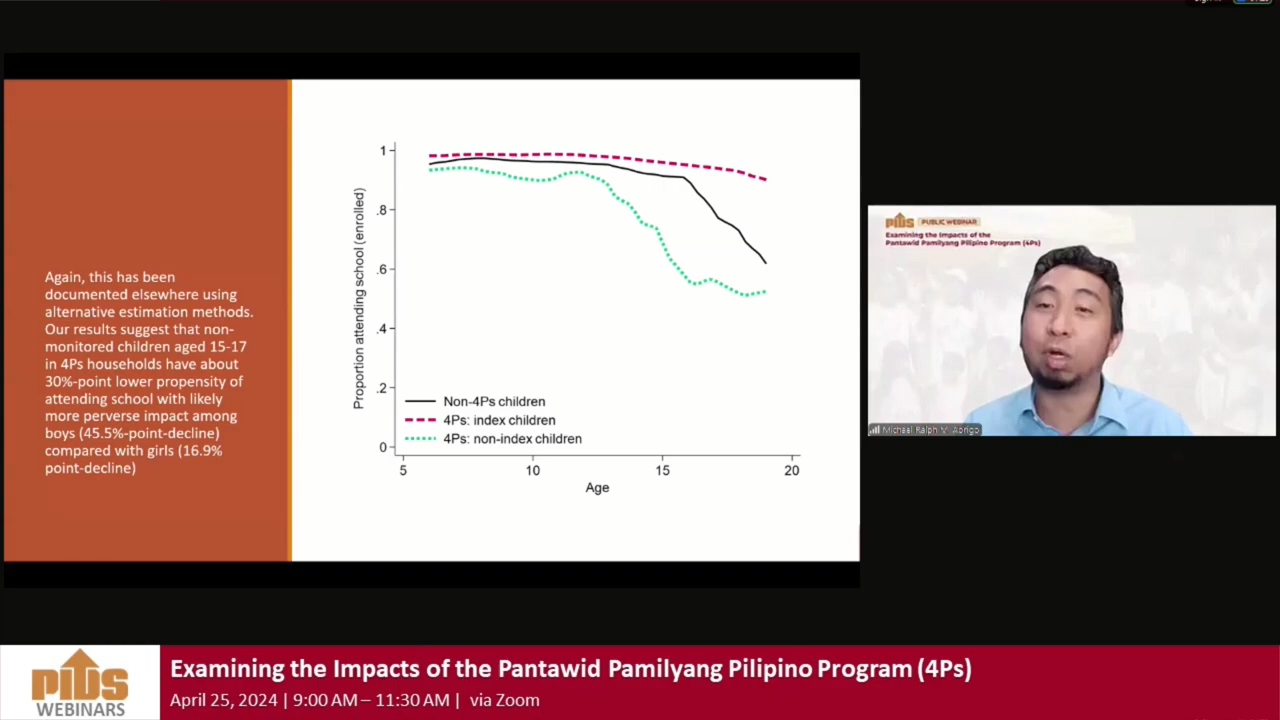 Again, this has been
documented elsewhere using
alternative estimation methods.
Our results suggest that non-
monitored children aged 15-17
in 4Ps households have about
30%-point lower propensity of
attending school with likely
more perverse impact among
boys (45.5%-point-decline)
compared with girls (16.9%
point-decline)
Proportion attending school (enrolled)
1
.8
.6
.4
.2
0
Non-4Ps children
4Ps: index children
4Ps: non-index children
5 10 15 20
Age
PIDS PUBLIC WEBINAR
Examining the Impacts of the
Pantawid Pamilyang Pilipino Program (4Ps)
Michael Ralph M. Abrigo
PIDS
WEBINARS
Examining the Impacts of the Pantawid Pamilyang Pilipino Program (4Ps)
April 25, 2024 | 9:00 AM – 11:30 AM | via Zoom